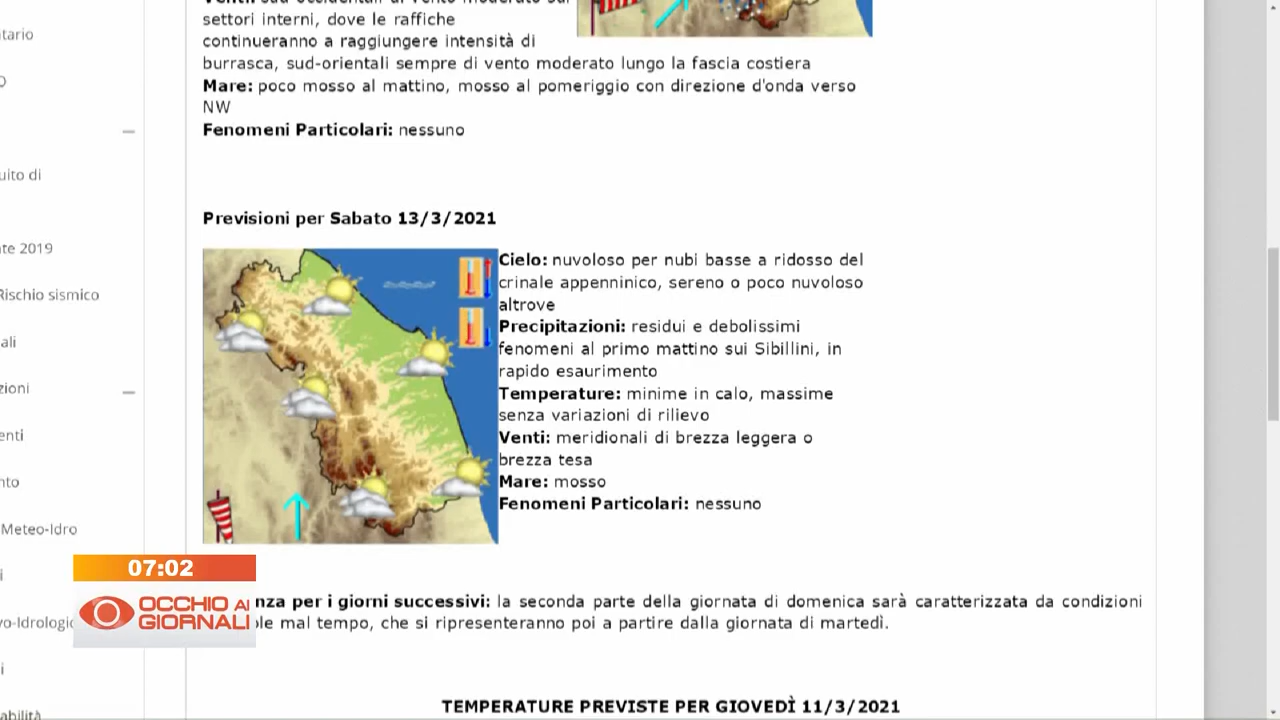 settori interni, dove le raffiche
continueranno a raggiungere intensità di
burrasca, sud-orientali sempre di vento moderato lungo la fascia costiera
Mare: poco mosso al mattino, mosso al pomeriggio con direzione d'onda verso
NW
Fenomeni Particolari: nessuno
Previsioni per Sabato 13/3/2021
Cielo: nuvoloso per nubi basse a ridosso del
crinale appenninico, sereno o poco nuvoloso
altrove
Precipitazioni: residui e debolissimi
fenomeni al primo mattino sui Sibillini, in
rapido esaurimento
Temperature: minime in calo, massime
senza variazioni di rilievo
Venti: meridionali di brezza leggera o
brezza tesa
Mare: mosso
Fenomeni Particolari: nessuno
nza per i giorni successivi: la seconda parte della giornata di domenica sarà caratterizzata da condizioni
ole mal tempo, che si ripresenteranno poi a partire dalla giornata di martedì.
TEMPERATURE PREVISTE PER GIOVEDÌ 11/3/2021
ntario
uito di
te 2019
Rischio sismico
ali
zioni
enti
nto
Meteo-Idro
i
vo-Idrologic
i
abilità
07:02
OCCHIO AI
GIORNALI